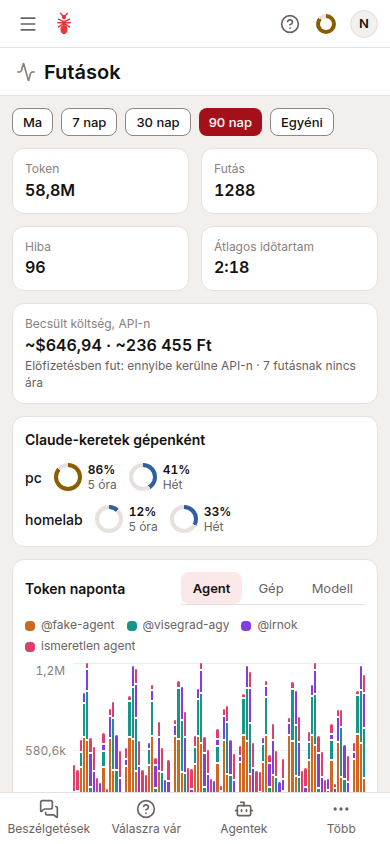 N
Futások
Ma
7 nap
30 nap
90 nap
Egyéni
Token
58,8M
Futás
1288
Hiba
96
Átlagos időtartam
2:18
Becsült költség, API-n
~$646,94 · ~236 455 Ft
Előfizetésben fut: ennyibe kerülne API-n · 7 futásnak nincs
ára
Claude-keretek gépenként
pc
86%
5 óra
41%
Hét
homelab
12%
5 óra
33%
Hét
Token naponta
Agent
Gép
Modell
@fake-agent
@visegrad-agy
@irnok
ismeretlen agent
1,2M
580,6k
Beszélgetések
Válaszra vár
Agentek
Több